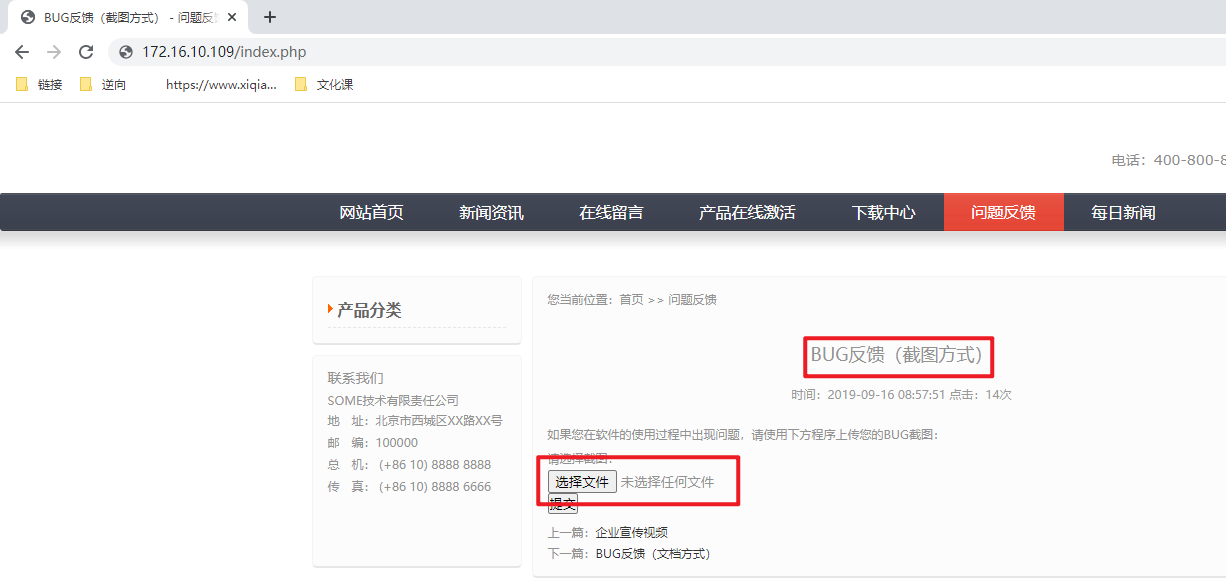 BUG反馈（截图方式） - 问题反
172.16.10.109/index.php
链接 逆向 https://www.xiqia... 文化课
电话：400-800-8
网站首页 新闻资讯 在线留言 产品在线激活 下载中心 问题反馈 每日新闻
产品分类
联系我们
SOME技术有限责任公司
地 址：北京市西城区XX路XX号
邮 编：100000
总 机：(+86 10) 8888 8888
传 真：(+86 10) 8888 6666
您当前位置：首页 >> 问题反馈
BUG反馈（截图方式）
时间：2019-09-16 08:57:51 点击：14次
如果您在软件的使用过程中出现问题，请使用下方程序上传您的BUG截图：
请选择截图：
选择文件 未选择任何文件
提交
上一篇：企业宣传视频
下一篇：BUG反馈（文档方式）